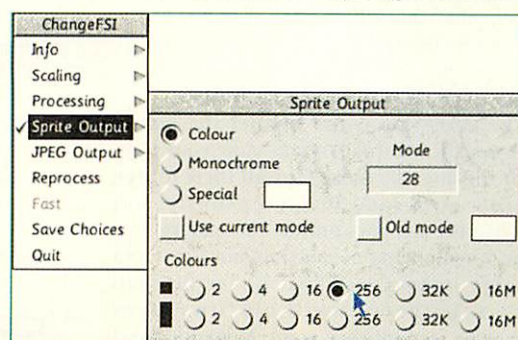 ChangeFSI
Info
Scaling
Processing
Sprite Output
JPEG Output
Reprocess
Fast
Save Choices
Quit
Sprite Output
Colour
Monochrome
Special
Mode
28
Use current mode
Old mode
Colours
2 4 16 256 32K 16M
2 4 16 256 32K 16M